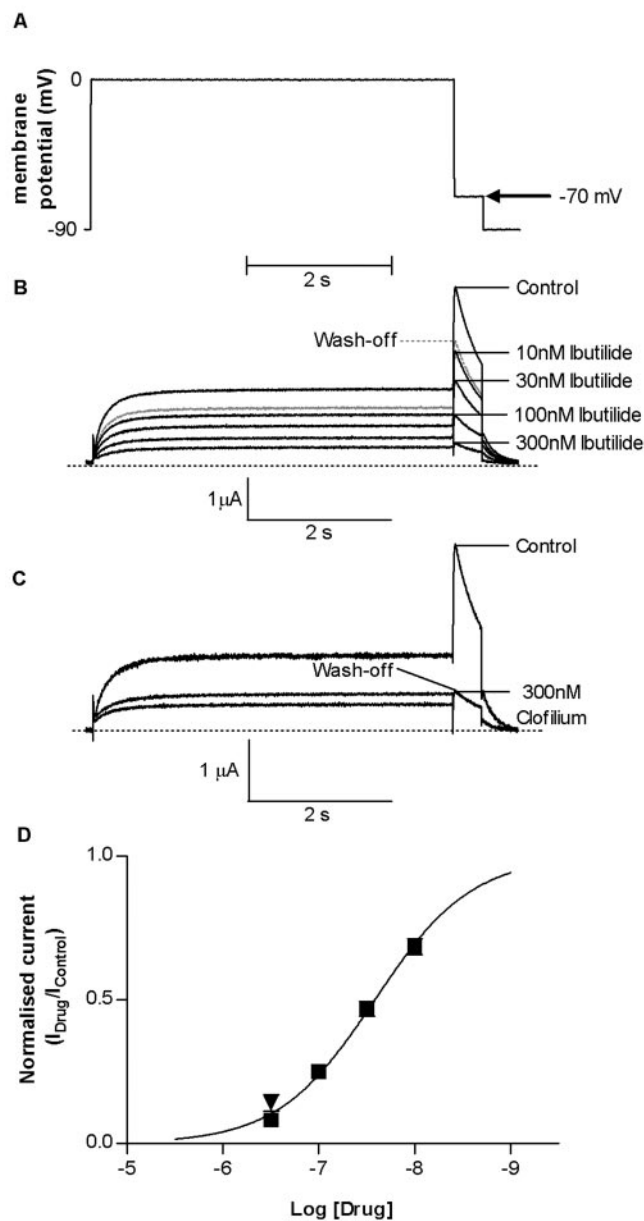 A
membrane
potential (mV)
0
-90
-70 mV
2 s
B
Control
Wash-off
10nM Ibutilide
30nM Ibutilide
100nM Ibutilide
300nM Ibutilide
1μA
2 s
C
Control
Wash-off
300nM
Clofilium
1 μA
2 s
D
Normalised current
(IDrug/IControl)
1.0
0.5
0.0
-5 -6 -7 -8 -9
Log [Drug]